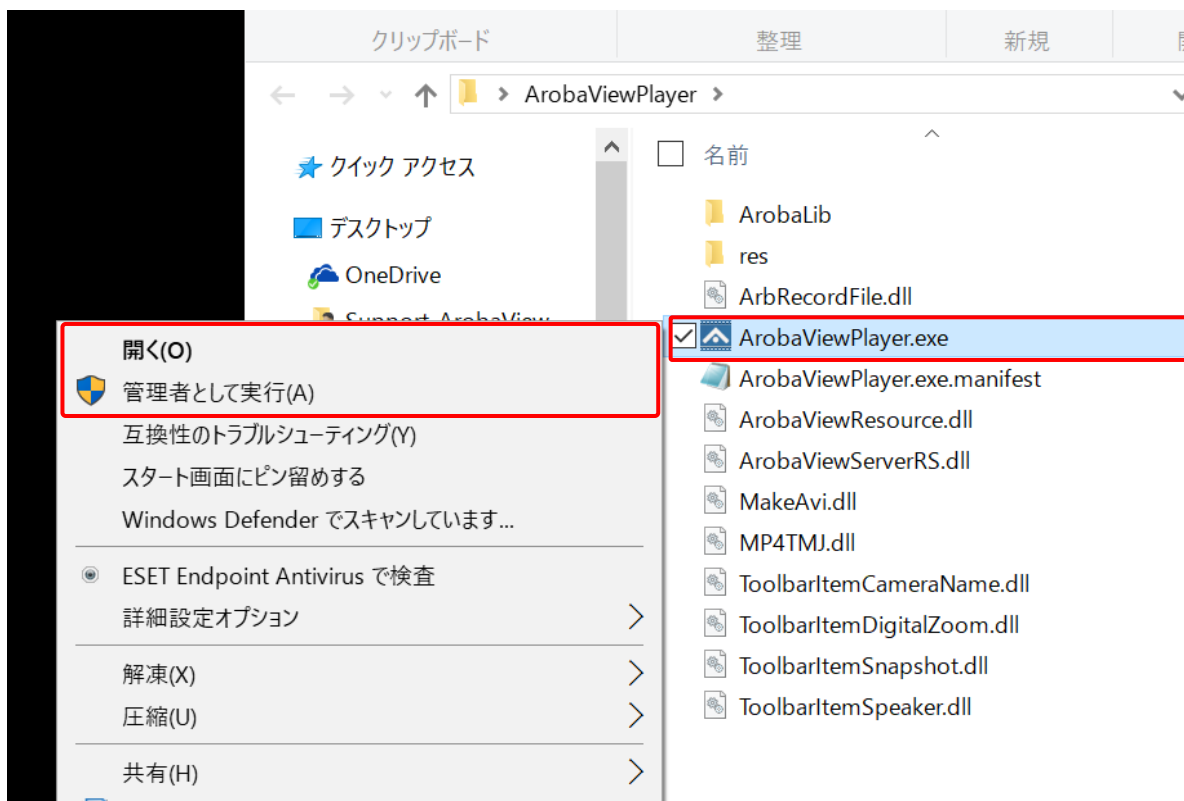 クリップボード
整理
新規
ArobaViewPlayer
クイック アクセス
デスクトップ
OneDrive
Support ArobaView
名前
ArobaLib
res
ArbRecordFile.dll
ArobaViewPlayer.exe
ArobaViewPlayer.exe.manifest
ArobaViewResource.dll
ArobaViewServerRS.dll
MakeAvi.dll
MP4TMJ.dll
ToolbarItemCameraName.dll
ToolbarItemDigitalZoom.dll
ToolbarItemSnapshot.dll
ToolbarItemSpeaker.dll
開く(O)
管理者として実行(A)
互換性のトラブルシューティング(Y)
スタート画面にピン留めする
Windows Defender でスキャンしています...
ESET Endpoint Antivirus で検査
詳細設定オプション
解凍(X)
圧縮(U)
共有(H)